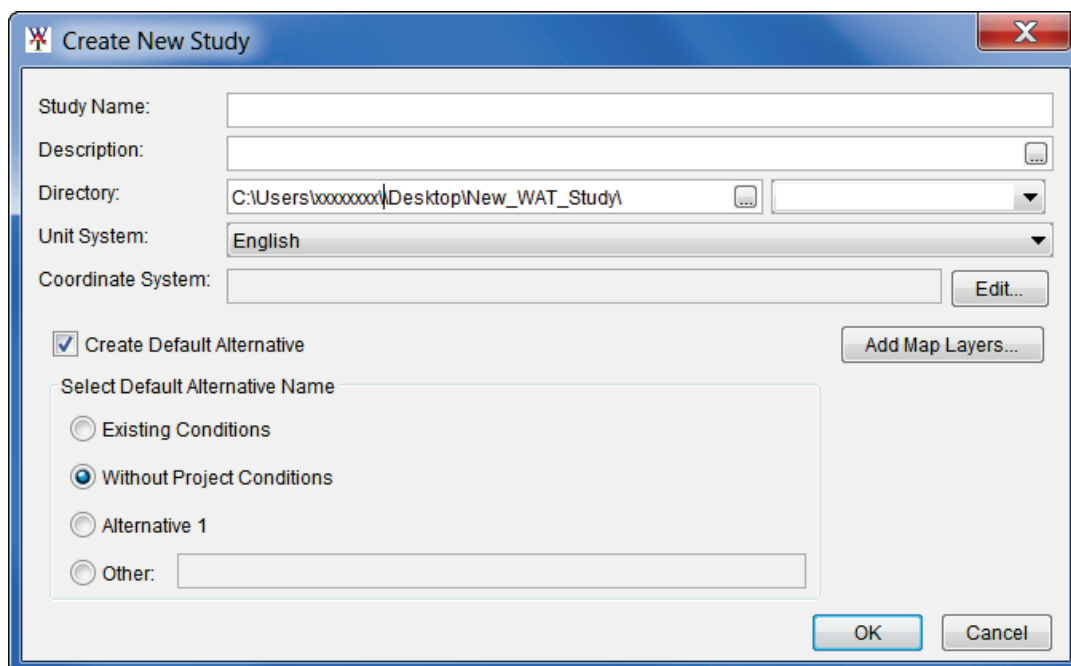 Create New Study
Study Name:
Description:
...
Directory:
C:\Users\xxxxxxxx\\Desktop\New_WAT_Study\
...
Unit System:
English
Coordinate System:
Edit...
Create Default Alternative
Add Map Layers...
Select Default Alternative Name
Existing Conditions
Without Project Conditions
Alternative 1
Other:
OK
Cancel